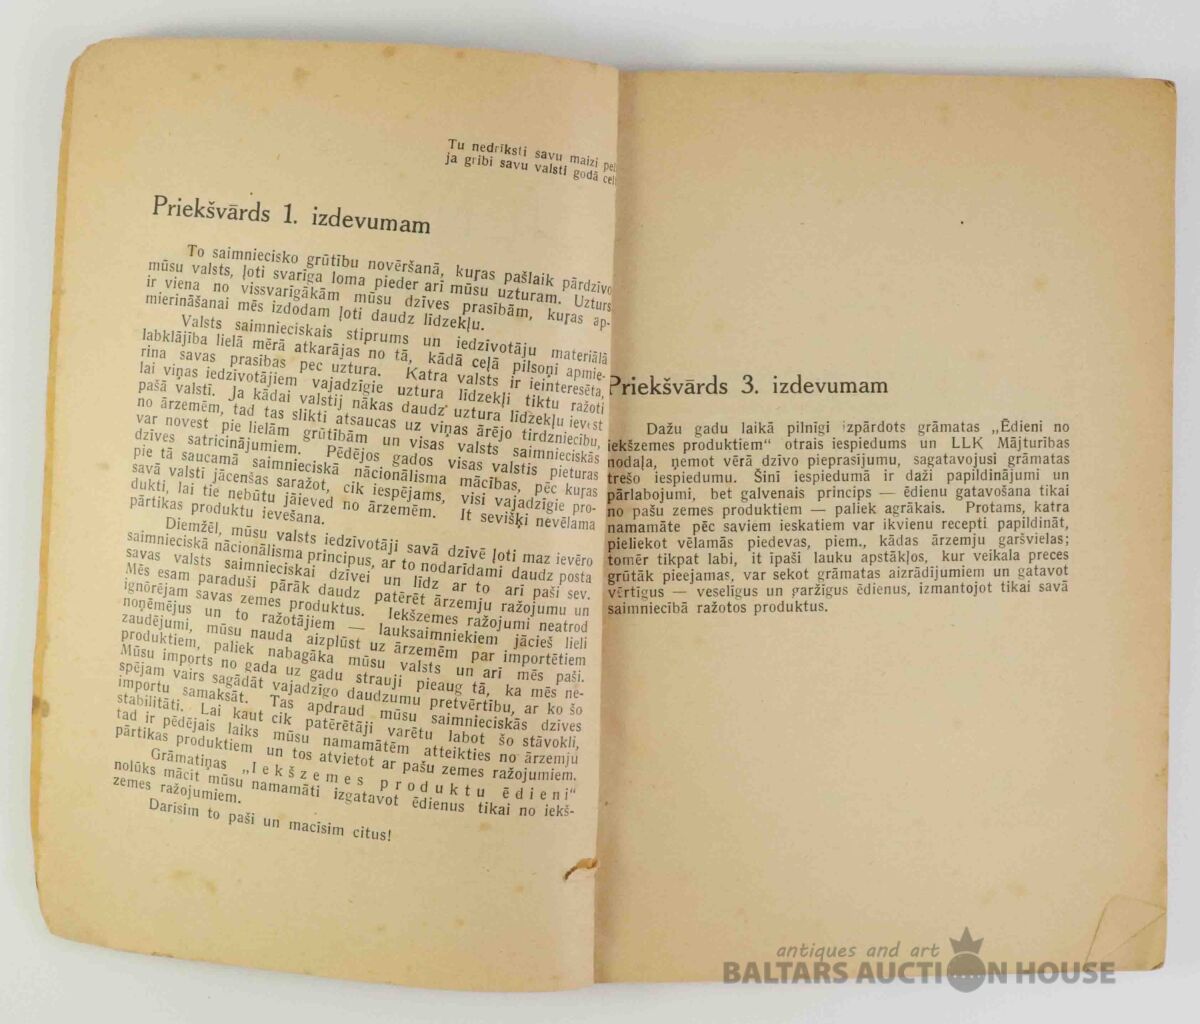 Tu nedrīksti savu maizi
ja gribi savu valsti godā
Priekšvārds 1. izdevumam
To saimniecisko grūtību novēršanā, kuŗas pašlaik pārdzīvo
mūsu valsts, ļoti svarīga loma pieder arī mūsu uzturam. Uzturs
ir viena no vissvarīgākām mūsu dzīves prasībām, kuŗas ap-
mierināšanai mēs izdodam ļoti daudz līdzekļu.
Valsts saimnieciskais stiprums un iedzīvotāju materiālā
labklājība lielā mērā atkarājas no tā, kādā ceļā pilsoņi apmie-
rina savas prasības pec uztura. Katra valsts ir ieinteresēta,
lai viņas iedzīvotājiem vajadzīgie uztura līdzekļi tiktu ražoti
pašā valstī. Ja kādai valstij nākas daudz uztura līdzekļu ievest
no ārzemēm, tad tas slikti atsaucas uz viņas ārējo tirdzniecību,
var novest pie lielām grūtībām un visas valsts saimnieciskās
dzīves satricinājumiem. Pēdējos gados visas valstis pieturas
pie tā saucamā saimnieciskā nācionālisma mācības, pēc kuŗas
savā valstī jācenšas saražot, cik iespējams, visi vajadzīgie pro-
dukti, lai tie nebūtu jāieved no ārzemēm. It sevišķi nevēlama
pārtikas produktu ievešana.
Diemžēl, mūsu valsts iedzīvotāji savā dzīvē ļoti maz ievēro
saimnieciskā nācionālisma principus, ar to nodarīdami daudz posta
savas valsts saimnieciskai dzīvei un līdz ar to arī paši sev.
Mēs esam paraduši pārāk daudz patērēt ārzemju ražojumu un
ignōrējam savas zemes produktus. Iekšzemes ražojumi neatrod
noņēmējus un to ražotājiem — lauksaimniekiem jācieš lieli
zaudējumi, mūsu nauda aizplūst uz ārzemēm par importētiem
produktiem, paliek nabagāka mūsu valsts un arī mēs paši.
Mūsu imports no gada uz gadu strauji pieaug tā, ka mēs ne-
spējam vairs sagādāt vajadzīgo daudzumu pretvērtību, ar ko šo
importu samaksāt. Tas apdraud mūsu saimnieciskās dzīves
stabilitāti. Lai kaut cik patērētāji varētu labot šo stāvokli,
tad ir pēdējais laiks mūsu namamātēm atteikties no ārzemju
pārtikas produktiem un tos atvietot ar pašu zemes ražojumiem.
Grāmatiņas „Iekšzemes produktu ēdieni“
nolūks mācīt mūsu namamāti izgatavot ēdienus tikai no iekš-
zemes ražojumiem.
Darīsim to paši un macīsim citus!
Priekšvārds 3. izdevumam
Dažu gadu laikā pilnīgi izpārdots grāmatas „Ēdieni no
iekšzemes produktiem“ otrais iespiedums un LLK Mājturības
nodaļa, ņemot vērā dzīvo pieprasījumu, sagatavojusi grāmatas
trešo iespiedumu. Šinī iespiedumā ir daži papildinājumi un
pārlabojumi, bet galvenais princips — ēdienu gatavošana tikai
no pašu zemes produktiem — paliek agrākais. Protams, katra
namamāte pēc saviem ieskatiem var ikvienu recepti papildināt,
pieliekot vēlamās piedevas, piem., kādas ārzemju garšvielas;
tomēr tikpat labi, it īpaši lauku apstākļos, kur veikala preces
grūtāk pieejamas, var sekot grāmatas aizrādījumiem un gatavot
vērtīgus — veselīgus un garžīgus ēdienus, izmantojot tikai savā
saimniecībā ražotos produktus.
antiques and art
BALTARS AUCTION HOUSE